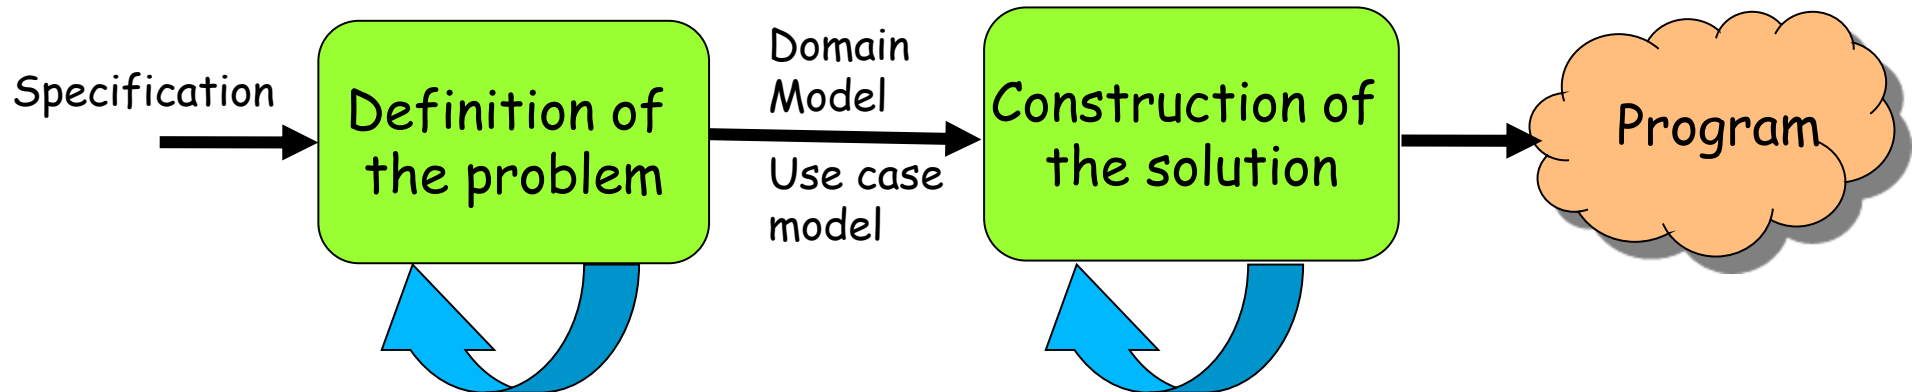 Specification
Definition of
the problem
Domain
Model
Use case
model
Construction of
the solution
Program